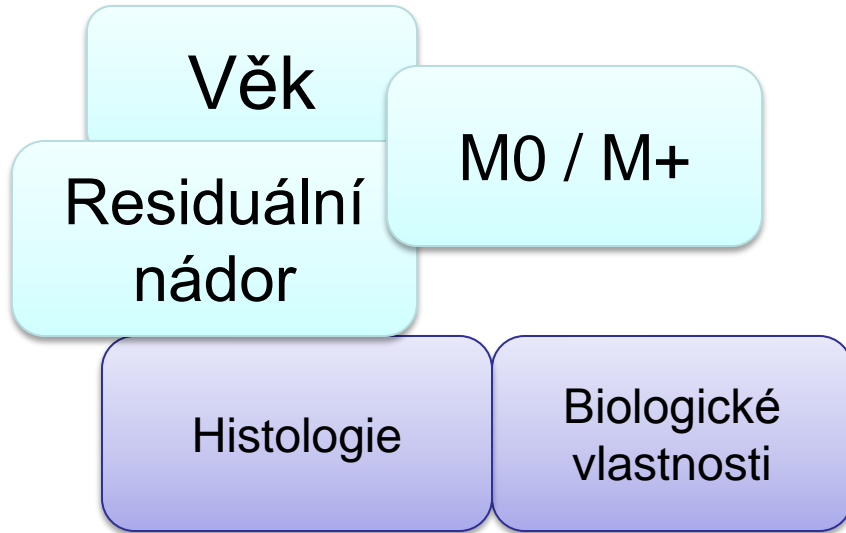 Věk
M0 / M+
Residuální
nádor
Histologie
Biologické
vlastnosti